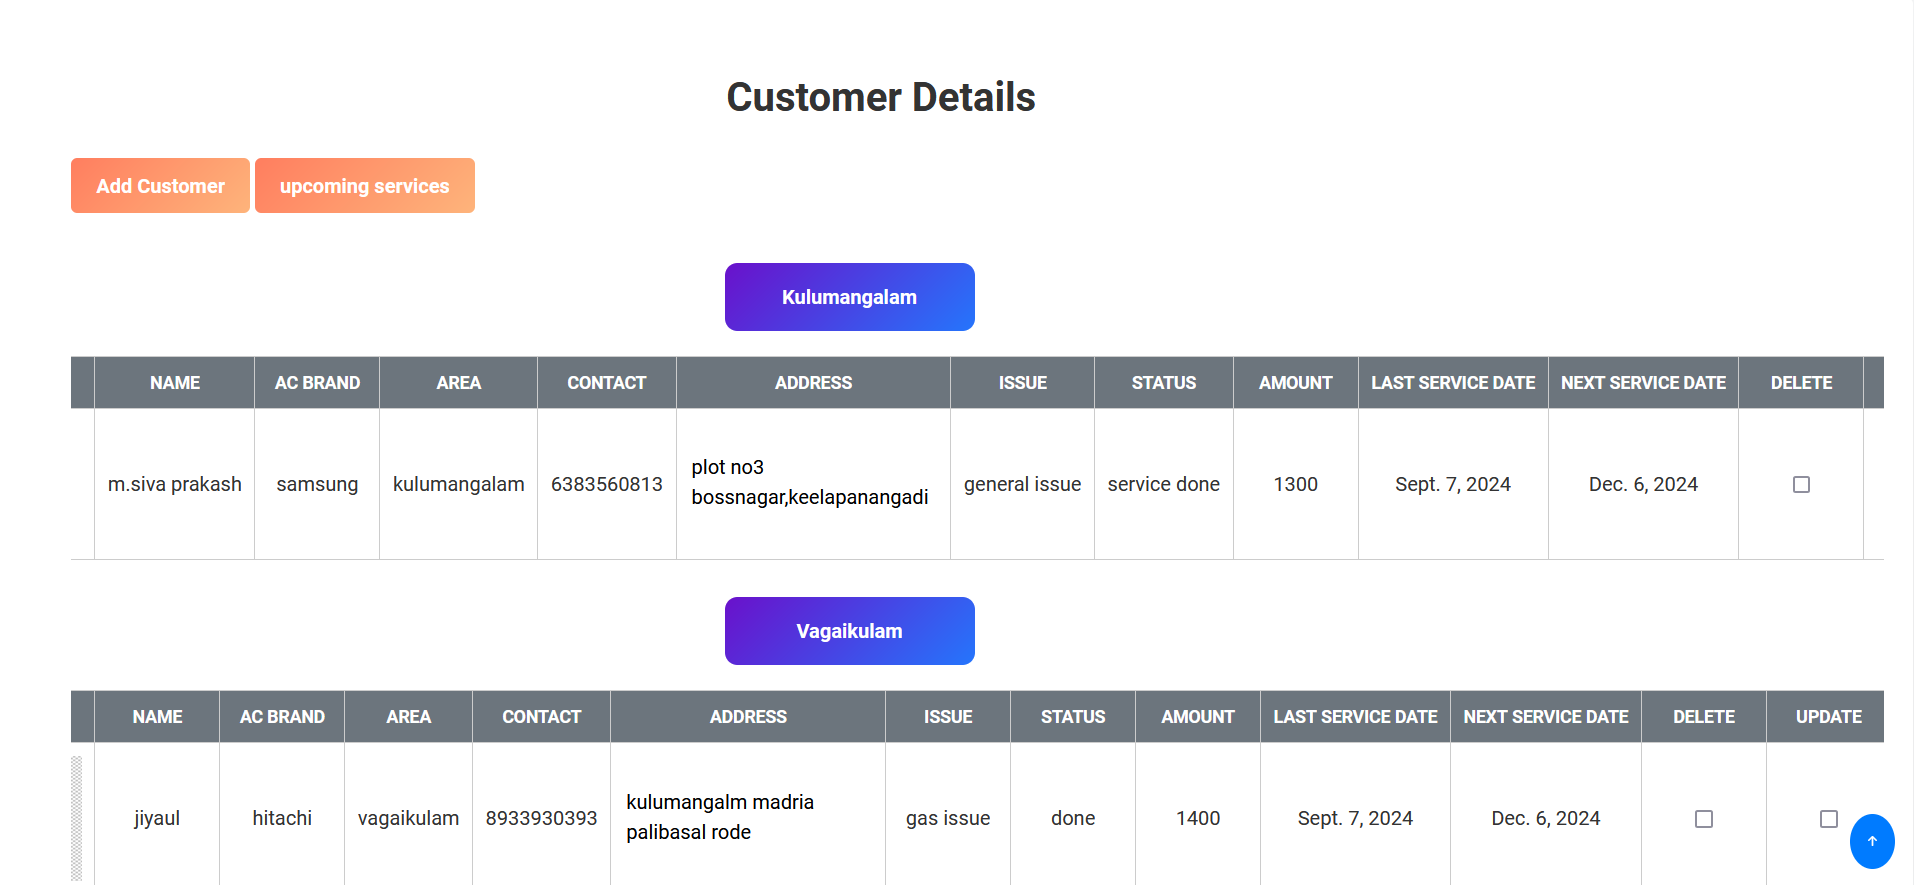 Customer Details
Add Customer upcoming services
Kulumangalam
NAME AC BRAND AREA CONTACT ADDRESS ISSUE STATUS AMOUNT LAST SERVICE DATE NEXT SERVICE DATE DELETE
m.siva prakash samsung kulumangalam 6383560813 plot no3 general issue service done 1300 Sept. 7, 2024 Dec. 6, 2024
bossnagar,keelapanangadi
Vagaikulam
NAME AC BRAND AREA CONTACT ADDRESS ISSUE STATUS AMOUNT LAST SERVICE DATE NEXT SERVICE DATE DELETE UPDATE
jiyaul hitachi vagaikulam 8933930393 kulumangalm madria gas issue done 1400 Sept. 7, 2024 Dec. 6, 2024
palibasal rode